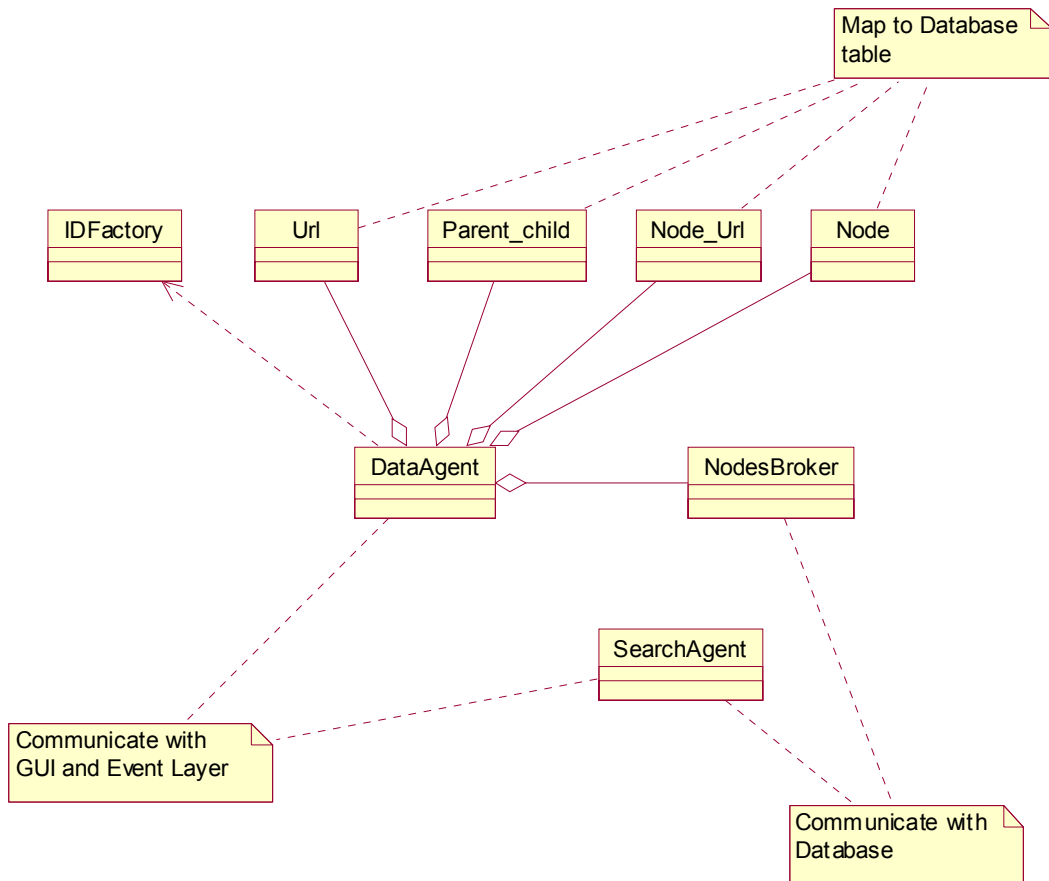 Map to Database
table
IDFactory
Url
Parent_child
Node_Url
Node
DataAgent
NodesBroker
SearchAgent
Communicate with
GUI and Event Layer
Communicate with
Database